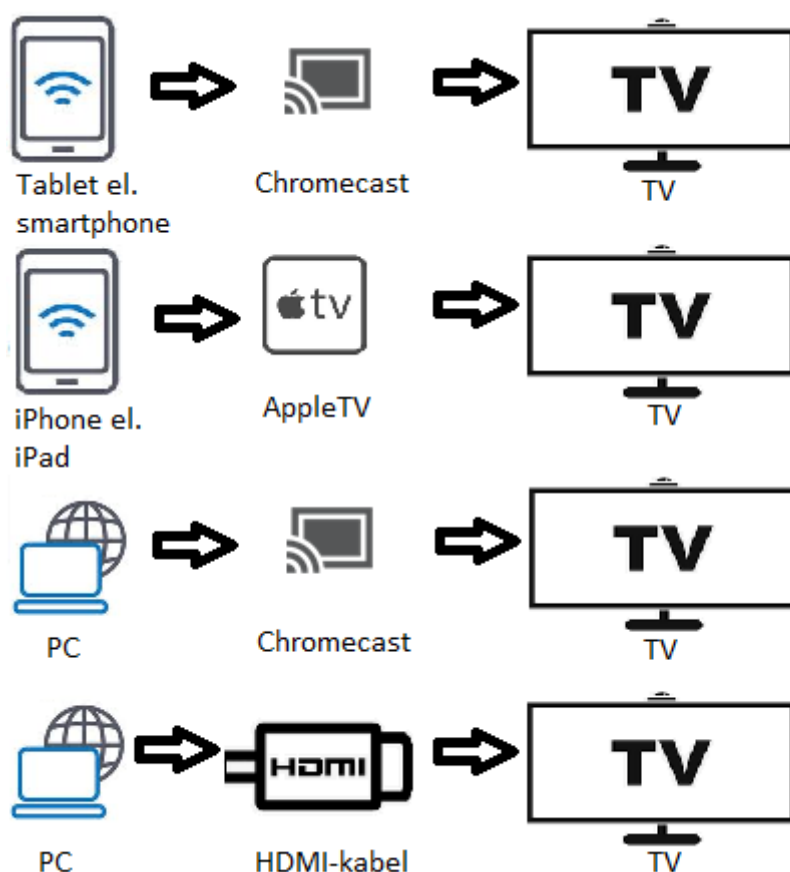 TV
Tablet el.
smartphone
Chromecast
TV
tv
TV
iPhone el.
iPad
AppleTV
TV
TV
PC
Chromecast
TV
HDMI
TV
PC
HDMI-kabel
TV